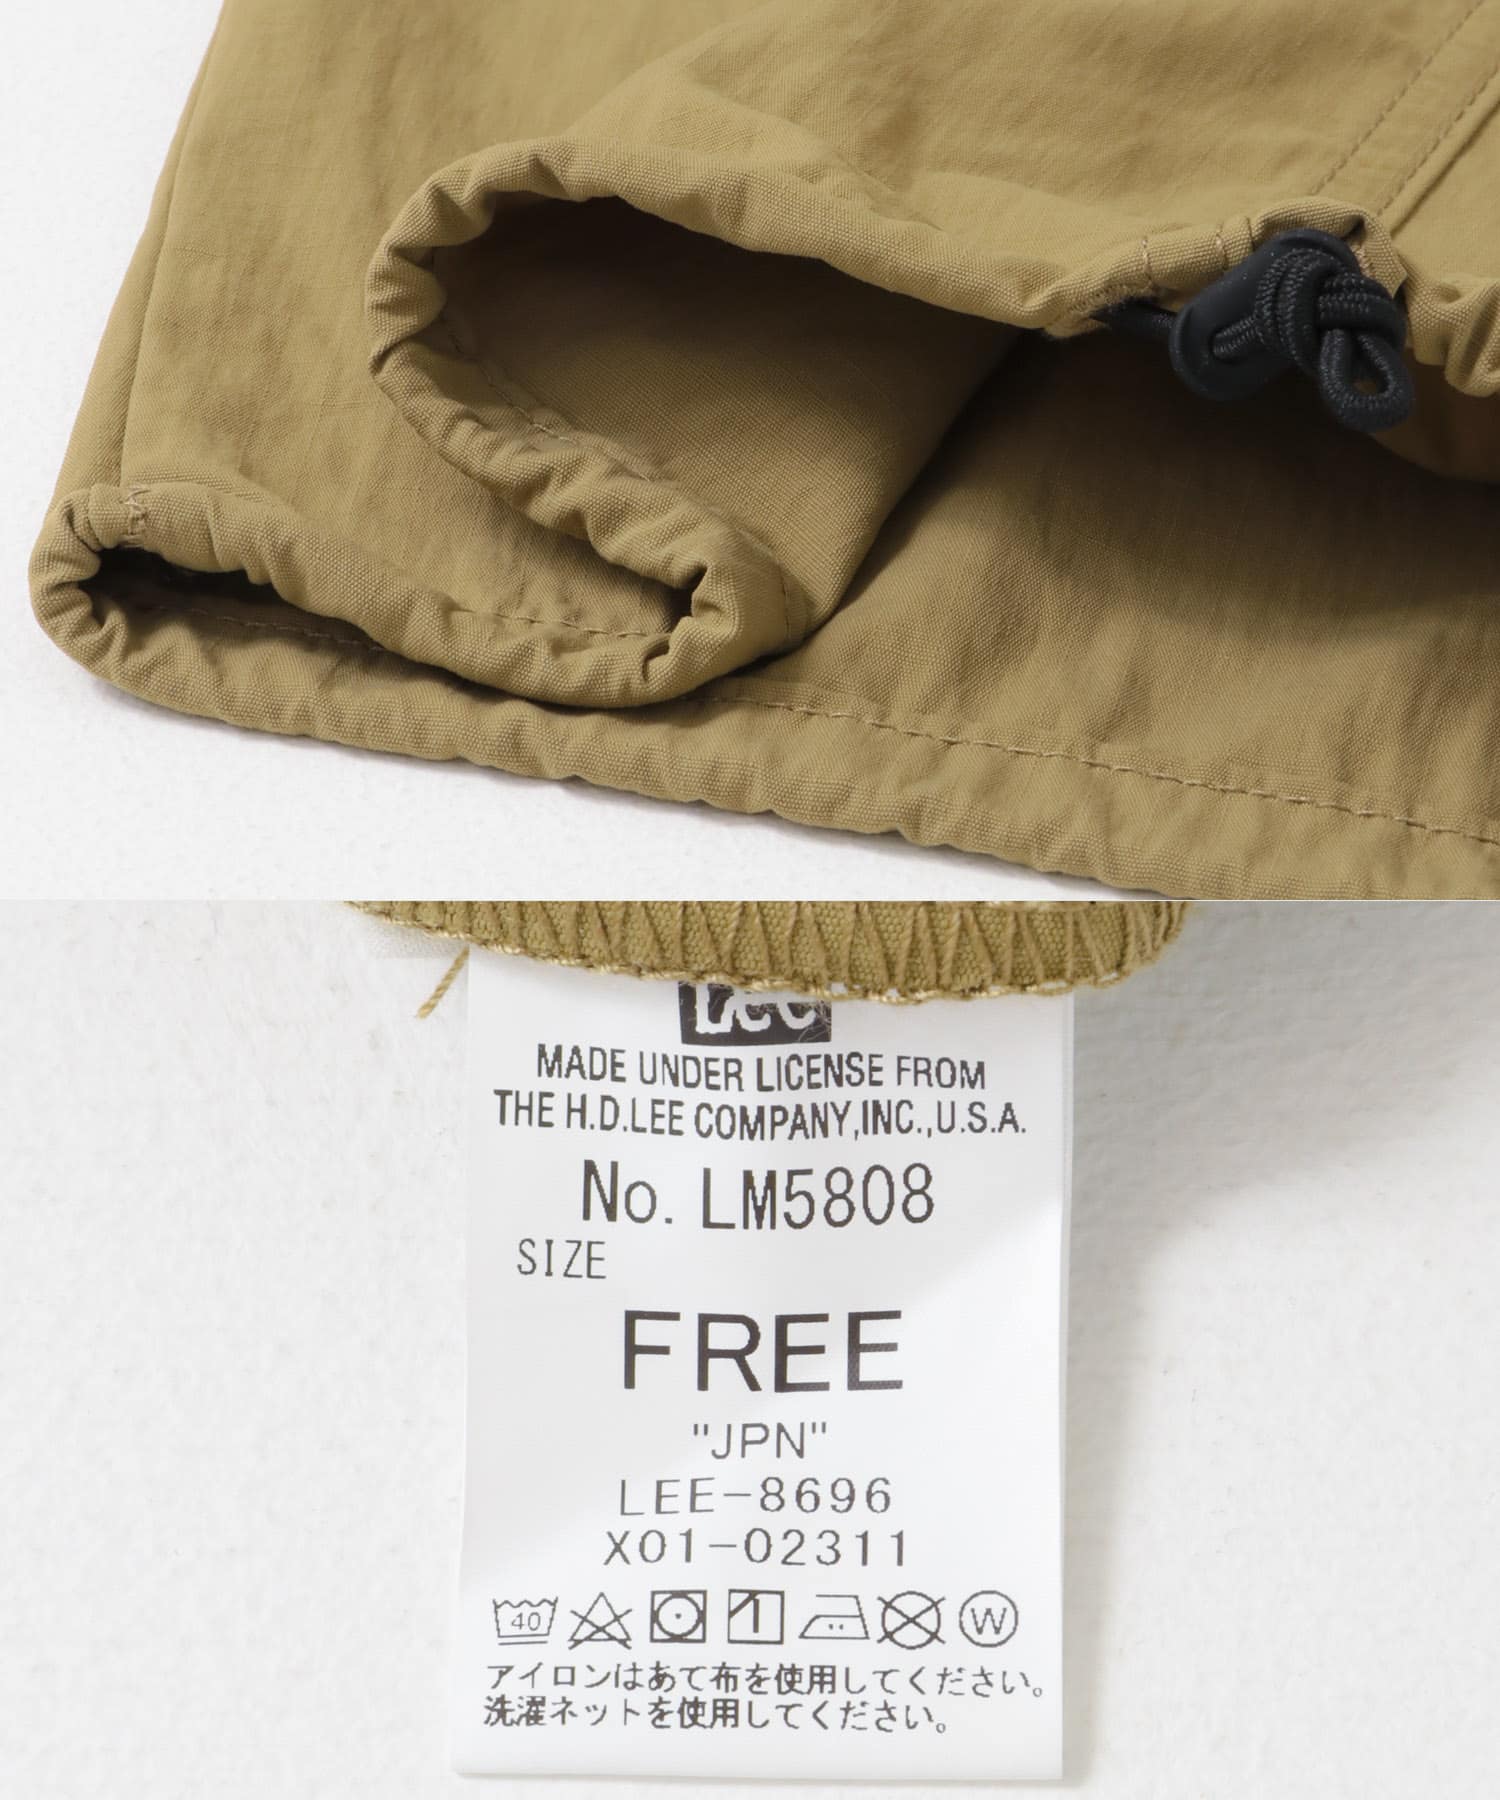 Lee
MADE UNDER LICENSE FROM
THE H.D.LEE COMPANY,INC.,U.S.A.
No. LM5808
SIZE
FREE
"JPN"
LEE-8696
X01-02311
40 W
アイロンはあて布を使用してください。
洗濯ネットを使用してください。